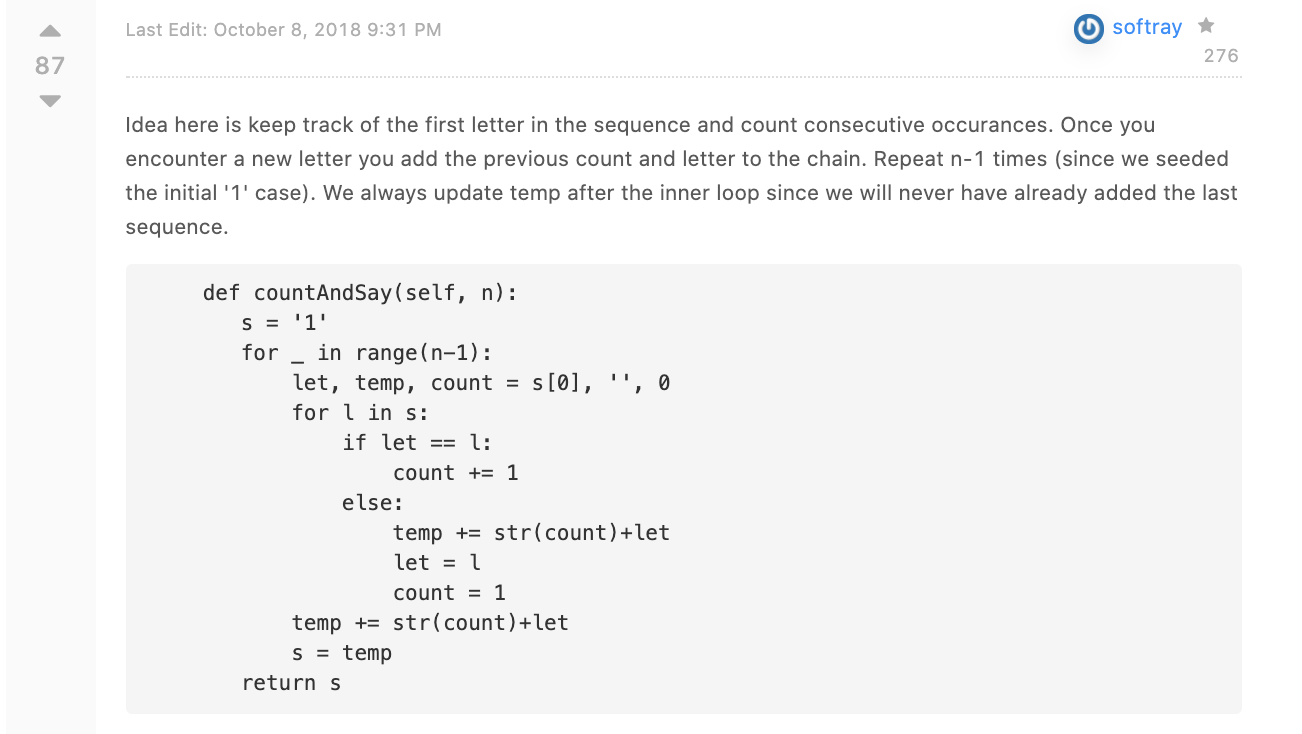 Last Edit: October 8, 2018 9:31 PM
softray
276
87
Idea here is keep track of the first letter in the sequence and count consecutive occurances. Once you
encounter a new letter you add the previous count and letter to the chain. Repeat n-1 times (since we seeded
the initial '1' case). We always update temp after the inner loop since we will never have already added the last
sequence.
def countAndSay(self, n):
   s = '1'
   for _ in range(n-1):
       let, temp, count = s[0], '', 0
       for l in s:
           if let == l:
               count += 1
           else:
               temp += str(count)+let
               let = l
               count = 1
       temp += str(count)+let
       s = temp
   return s